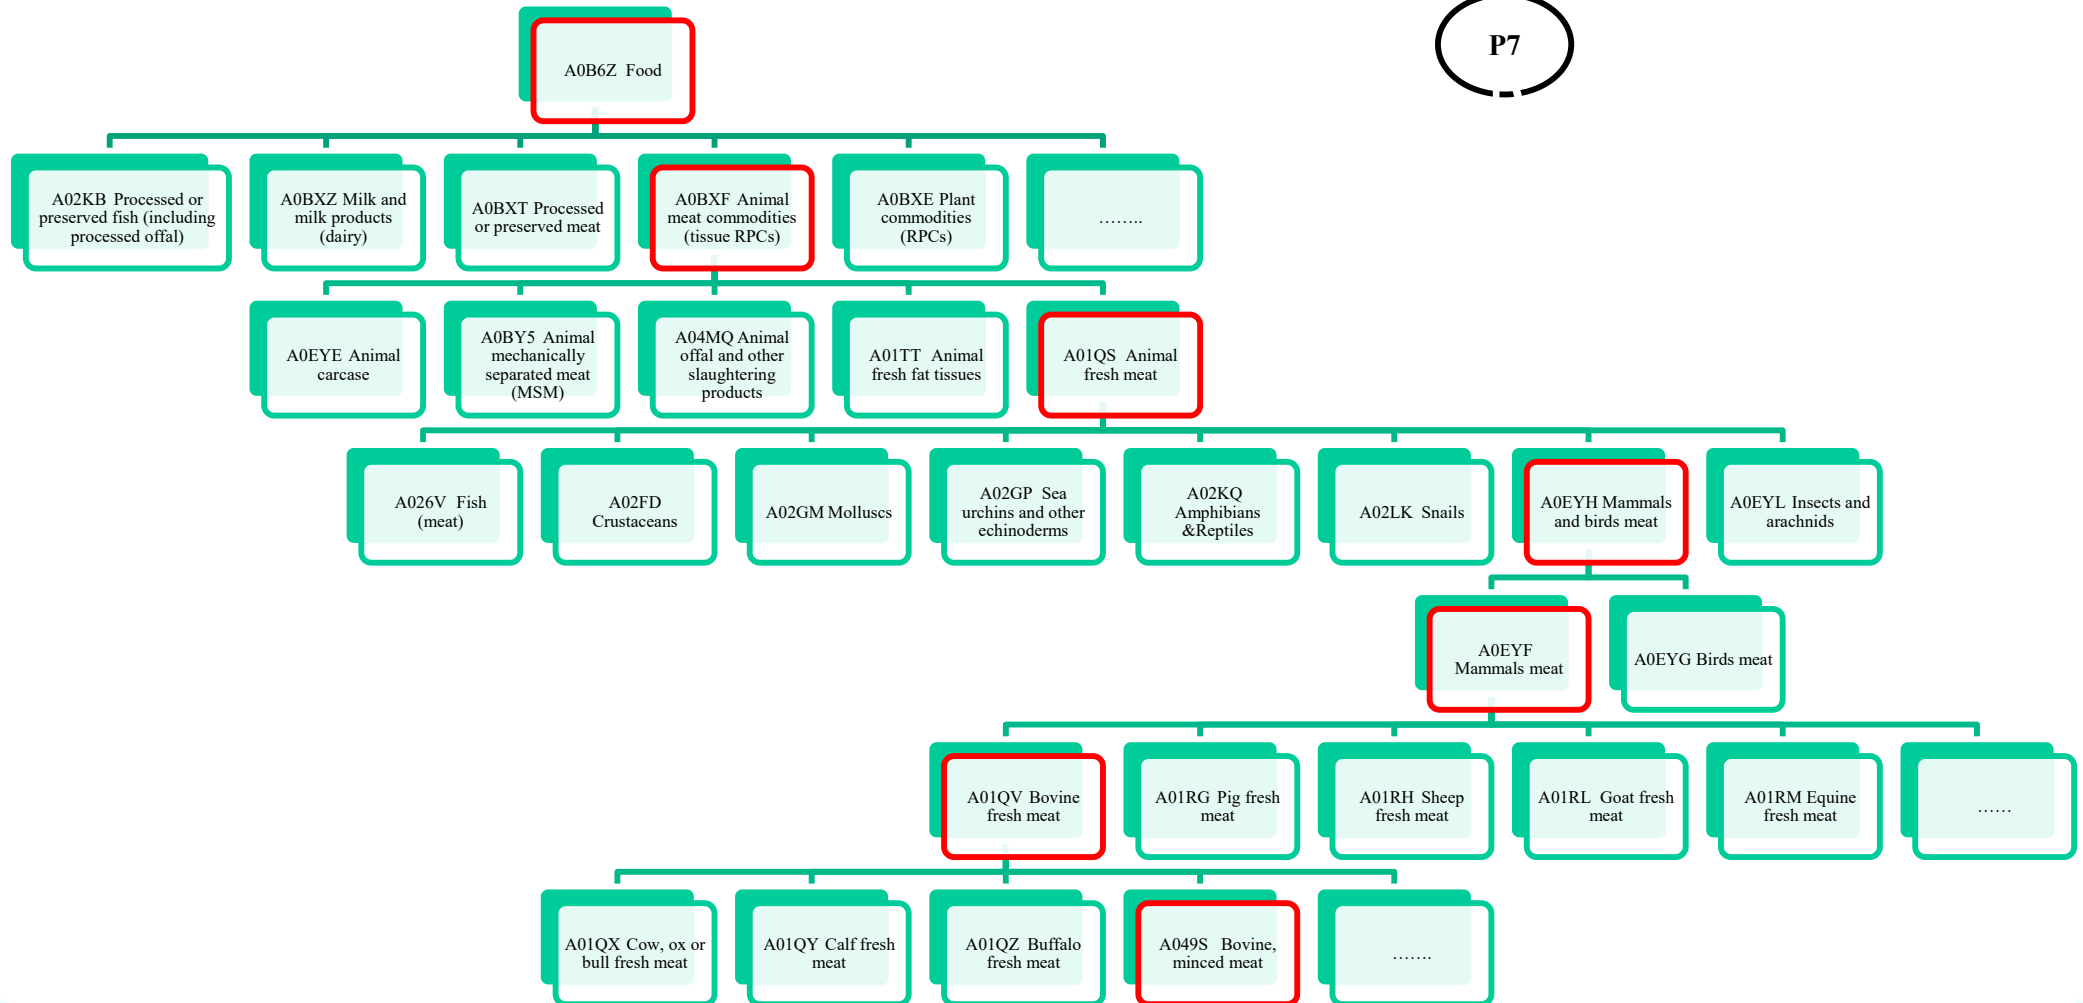 P7
A0B6Z Food
A02KB Processed or
preserved fish (including
processed offal)
A0BXZ Milk and
milk products
(dairy)
A0BXT Processed
or preserved meat
A0BXF Animal
meat commodities
(tissue RPCs)
A0BXE Plant
commodities
(RPCs)
……..
A0EYE Animal
carcase
A0BY5 Animal
mechanically
separated meat
(MSM)
A04MQ Animal
offal and other
slaughtering
products
A01TT Animal
fresh fat tissues
A01QS Animal
fresh meat
A026V Fish
(meat)
A02FD
Crustaceans
A02GM Molluscs
A02GP Sea
urchins and other
echinoderms
A02KQ
Amphibians
&Reptiles
A02LK Snails
A0EYH Mammals
and birds meat
A0EYL Insects and
arachnids
A0EYF
Mammals meat
A0EYG Birds meat
A01QV Bovine
fresh meat
A01RG Pig fresh
meat
A01RH Sheep
fresh meat
A01RL Goat fresh
meat
A01RM Equine
fresh meat
……
A01QX Cow, ox or
bull fresh meat
A01QY Calf fresh
meat
A01QZ Buffalo
fresh meat
A049S Bovine,
minced meat
…….